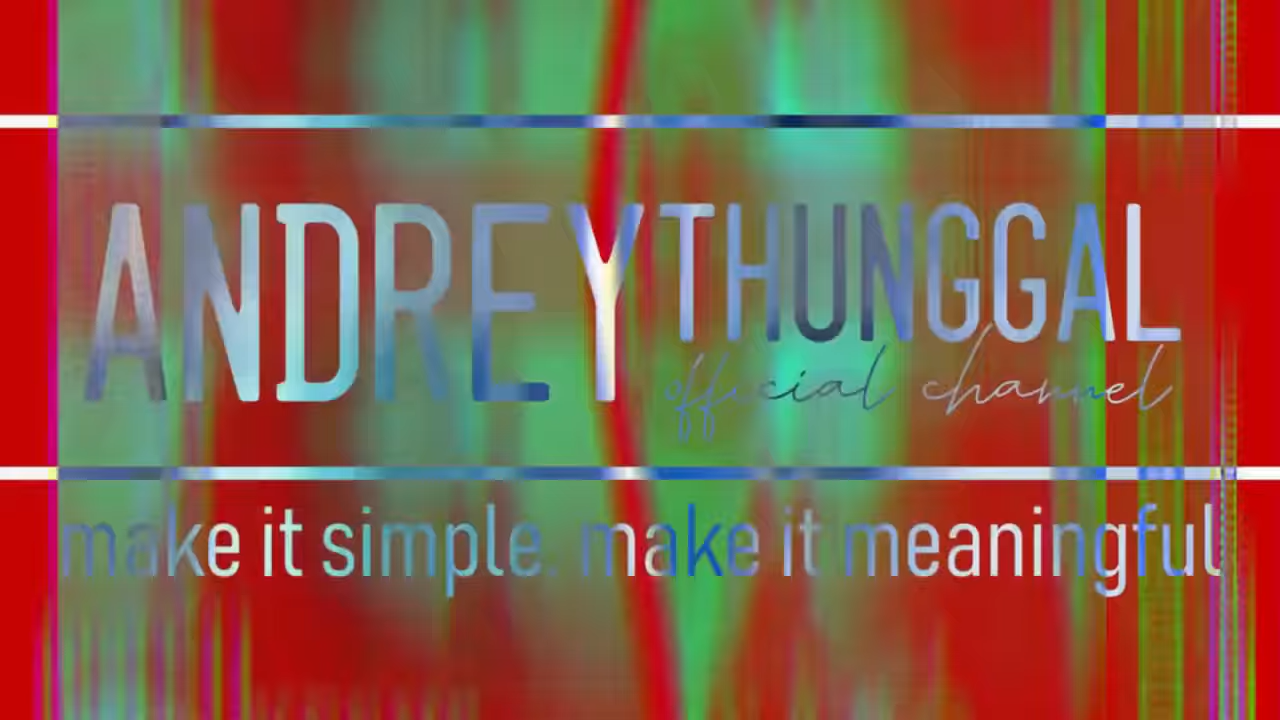 ANDREY THUNGGAL
official channel
make it simple. make it meaningful